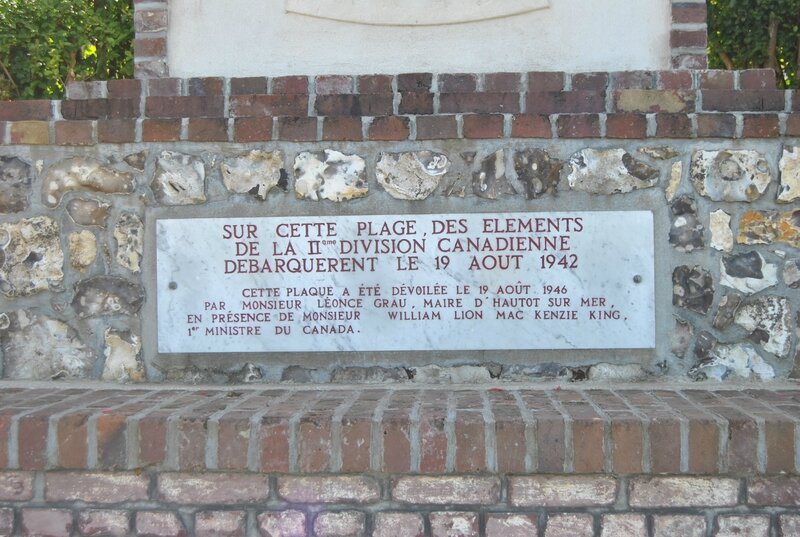 SUR CETTE PLAGE, DES ELEMENTS
DE LA IIeme DIVISION CANADIENNE
DEBARQUERENT LE 19 AOUT 1942
CETTE PLAQUE A ÉTÉ DÉVOILÉE LE 19 AOÛT 1946
PAR MONSIEUR LÉONCE GRAU, MAIRE D'HAUTOT SUR MER,
EN PRÉSENCE DE MONSIEUR WILLIAM LION MAC KENZIE KING,
1er MINISTRE DU CANADA.